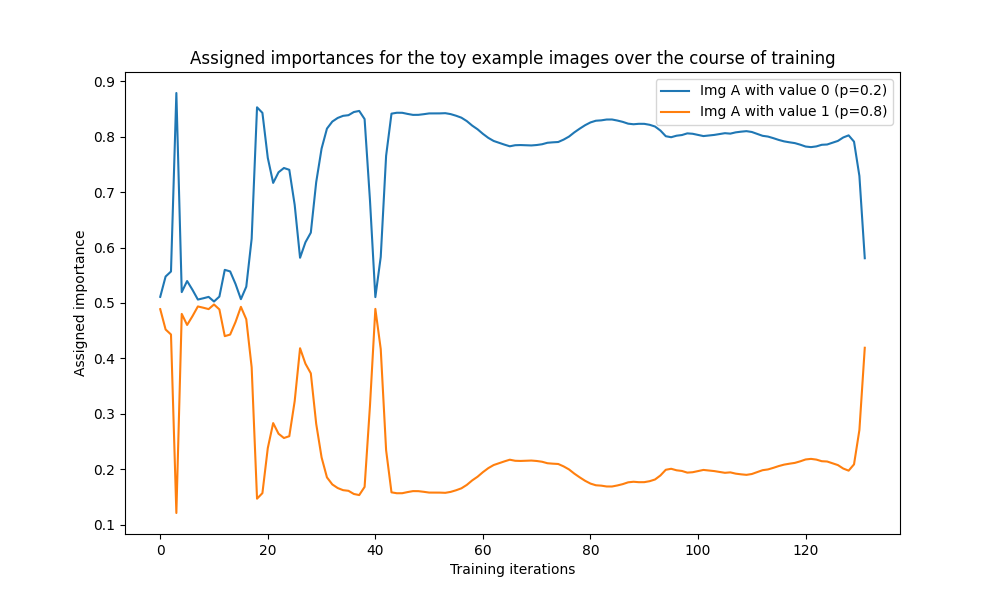 Assigned importances for the toy example images over the course of training
Img A with value 0 (p=0.2)
Img A with value 1 (p=0.8)
Assigned importance
0.9
0.8
0.7
0.6
0.5
0.4
0.3
0.2
0.1
0 20 40 60 80 100 120
Training iterations